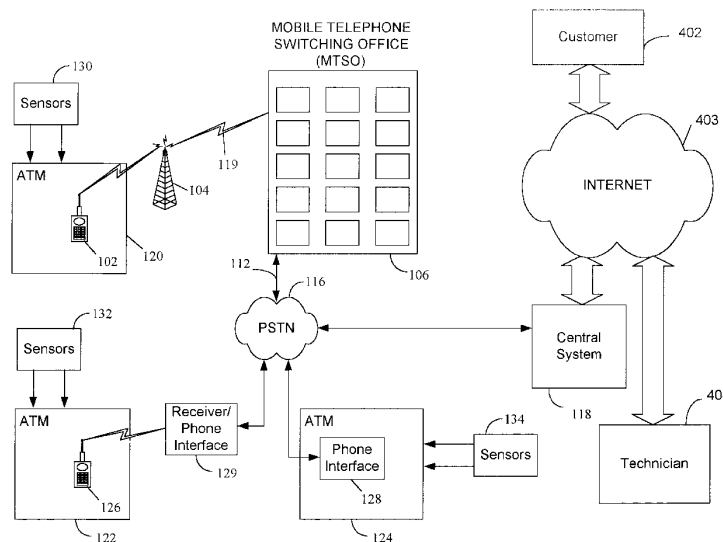 MOBILE TELEPHONE
SWITCHING OFFICE
(MTSO)
Customer
402
130
Sensors
403
119
ATM
104
INTERNET
102
120
112
116
106
132
PSTN
Sensors
Central
System
118
134
40
ATM
Receiver/
Phone
Interface
ATM
Sensors
Phone
Interface
Technician
129
126
128
122
124